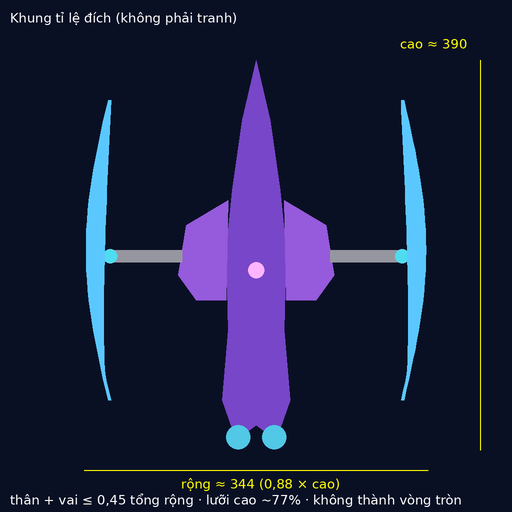 Khung tỉ lệ đích (không phải tranh)
cao ≈ 390
rộng ≈ 344 (0,88 × cao)
thân + vai ≤ 0,45 tổng rộng · lưỡi cao ~77% · không thành vòng tròn